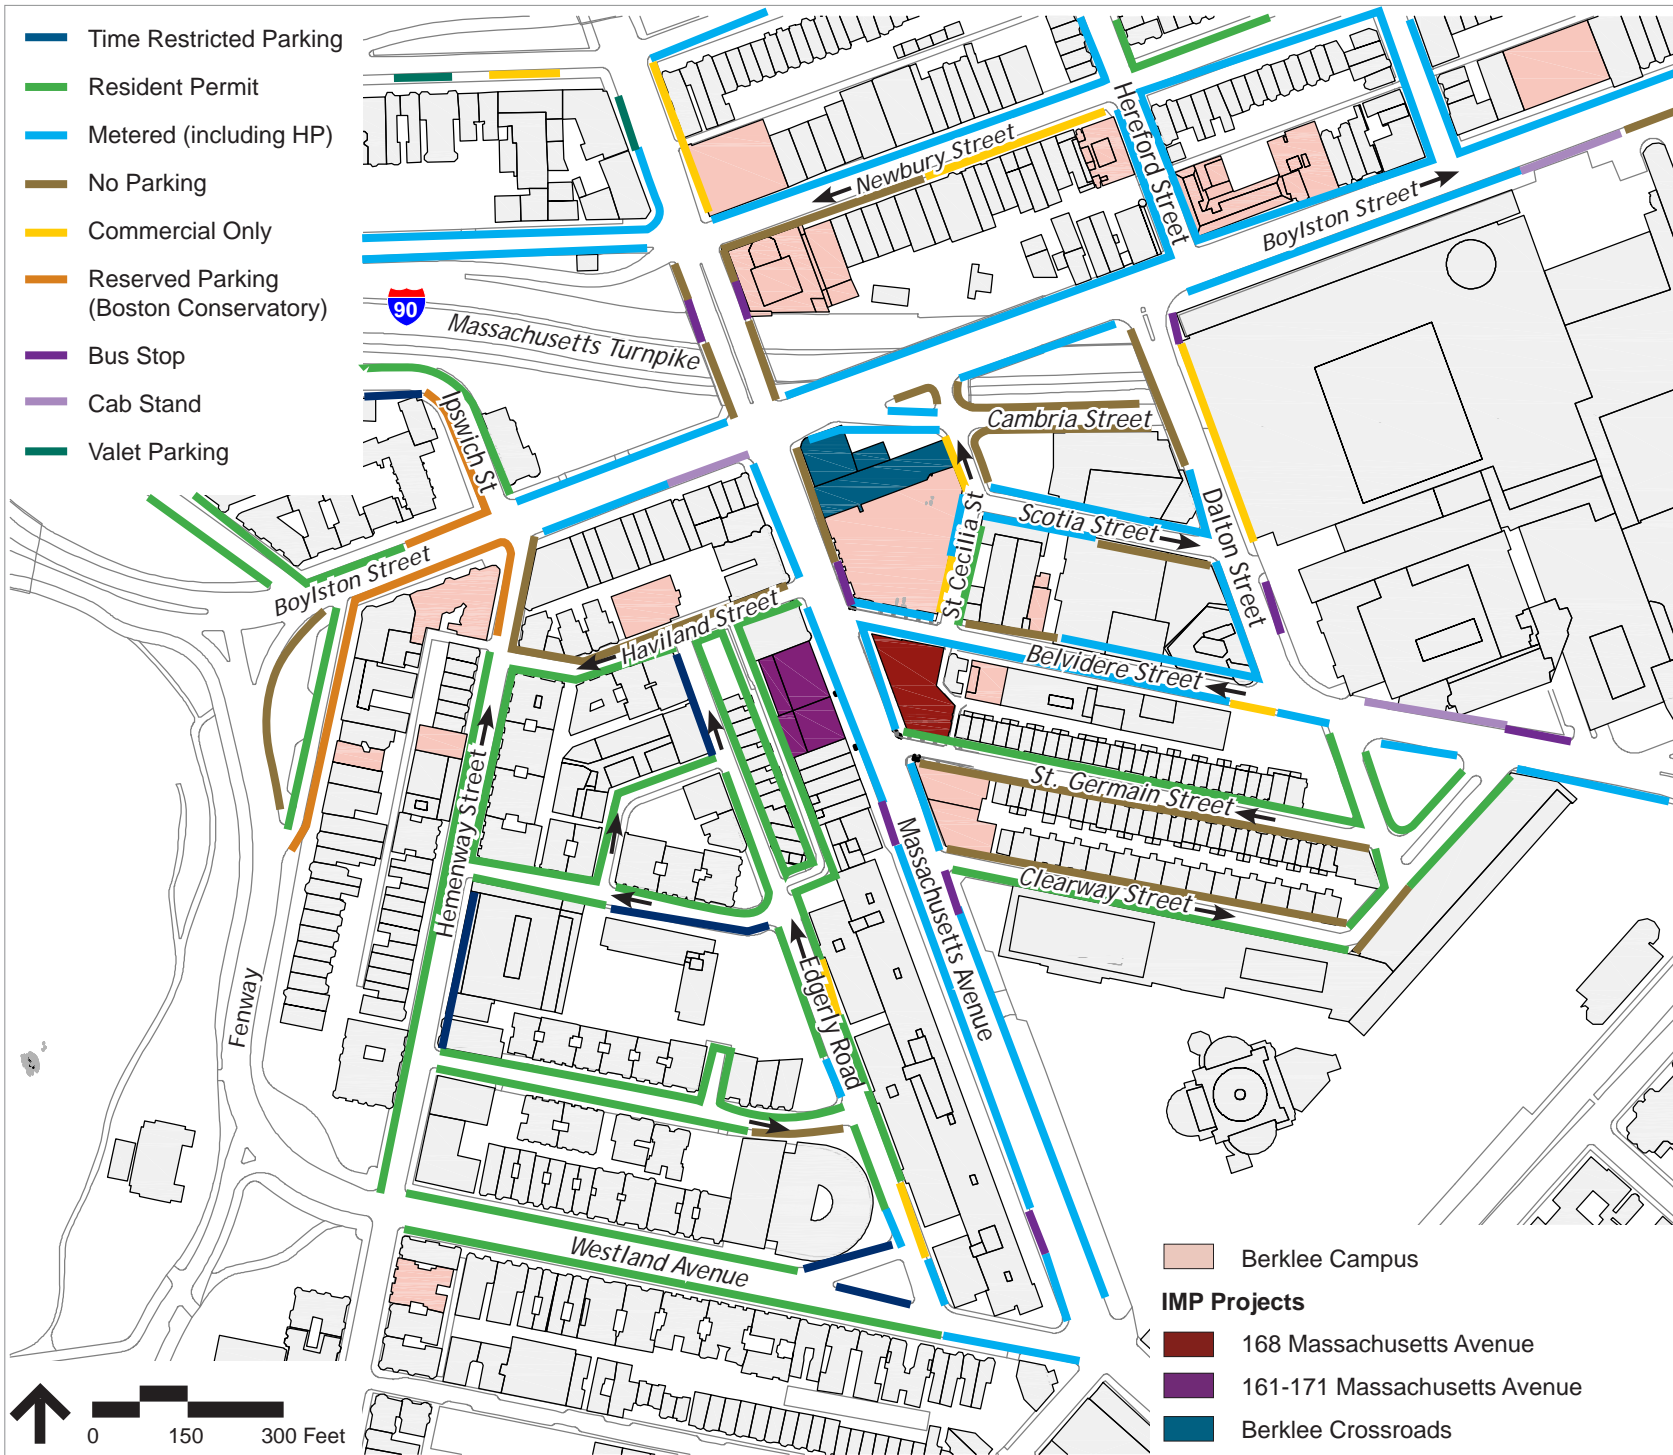 Time Restricted Parking
Resident Permit
Metered (including HP)
No Parking
Commercial Only
Reserved Parking
(Boston Conservatory)
Bus Stop
Cab Stand
Valet Parking
90
Massachusetts Turnpike
Newbury Street
Hereford Street
Boylston Street
Ipswich St
Cambria Street
Scotia Street
Dalton Street
St Cecilia St
Boylston Street
Haviland Street
Belvidere Street
St. Germain Street
Clearway Street
Hemenway Street
Massachusetts Avenue
Edgerly Road
Fenway
Westland Avenue
0 150 300 Feet
Berklee Campus
IMP Projects
168 Massachusetts Avenue
161-171 Massachusetts Avenue
Berklee Crossroads